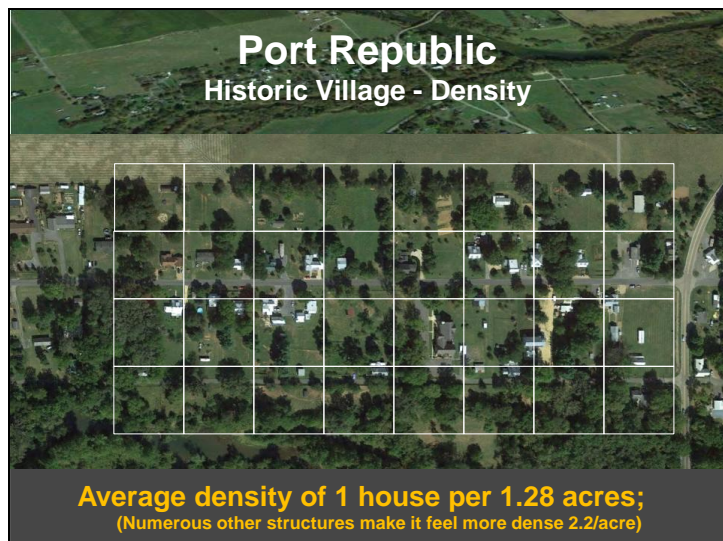 Port Republic
Historic Village - Density
Average density of 1 house per 1.28 acres;
(Numerous other structures make it feel more dense 2.2/acre)